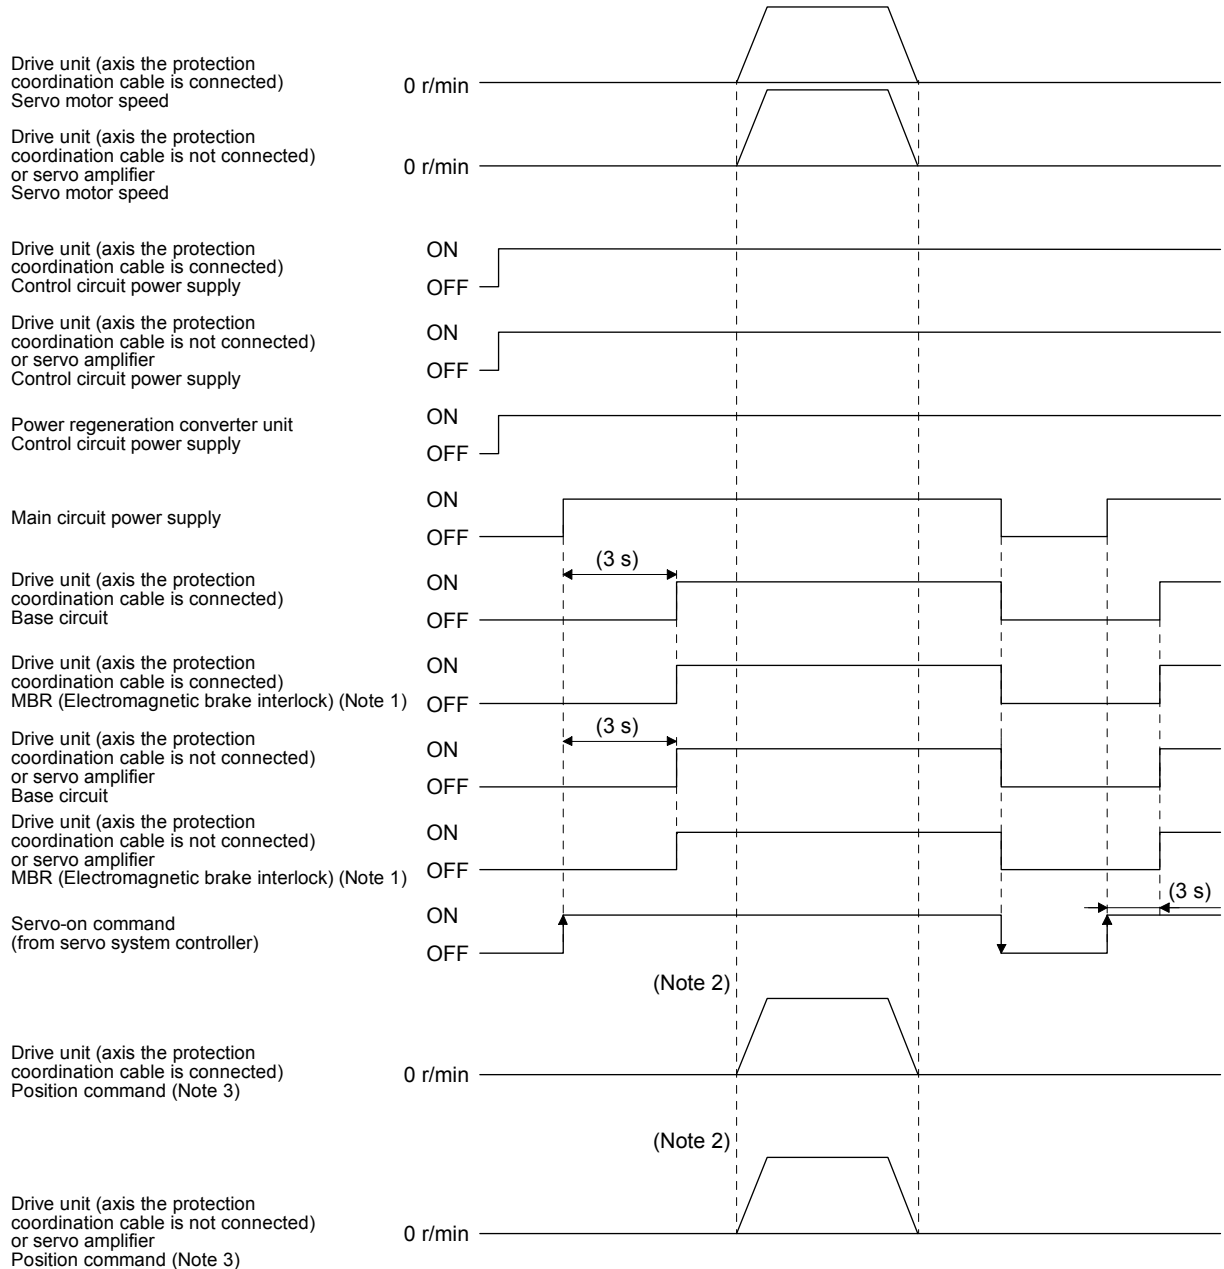 Drive unit (axis the protection
coordination cable is connected)
Servo motor speed
0 r/min
Drive unit (axis the protection
coordination cable is not connected)
or servo amplifier
Servo motor speed
0 r/min
Drive unit (axis the protection
coordination cable is connected)
Control circuit power supply
ON
OFF
Drive unit (axis the protection
coordination cable is not connected)
or servo amplifier
Control circuit power supply
ON
OFF
Power regeneration converter unit
Control circuit power supply
ON
OFF
Main circuit power supply
ON
OFF
(3 s)
Drive unit (axis the protection
coordination cable is connected)
Base circuit
ON
OFF
Drive unit (axis the protection
coordination cable is connected)
MBR (Electromagnetic brake interlock) (Note 1)
ON
OFF
(3 s)
Drive unit (axis the protection
coordination cable is not connected)
or servo amplifier
Base circuit
ON
OFF
Drive unit (axis the protection
coordination cable is not connected)
or servo amplifier
MBR (Electromagnetic brake interlock) (Note 1)
ON
OFF
(3 s)
Servo-on command
(from servo system controller)
ON
OFF
(Note 2)
Drive unit (axis the protection
coordination cable is connected)
Position command (Note 3)
0 r/min
(Note 2)
Drive unit (axis the protection
coordination cable is not connected)
or servo amplifier
Position command (Note 3)
0 r/min